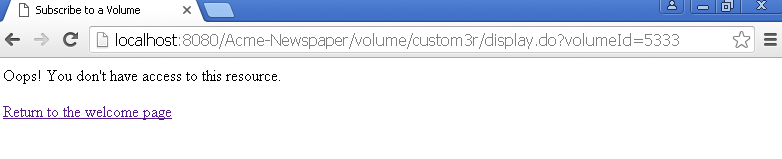 Subscribe to a Volume
localhost:8080/Acme-Newspaper/volume/custom3r/display.do?volumeId=5333
Oops! You don't have access to this resource.
Return to the welcome page